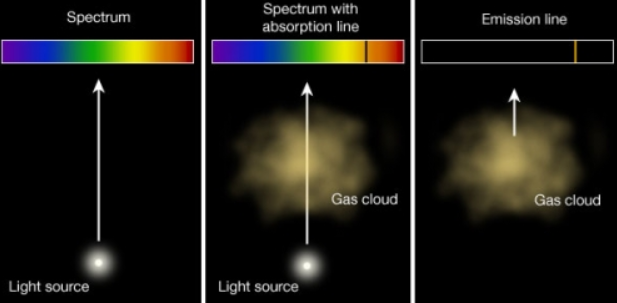 Spectrum
Light source
Spectrum with
absorption line
Gas cloud
Light source
Emission line
Gas cloud